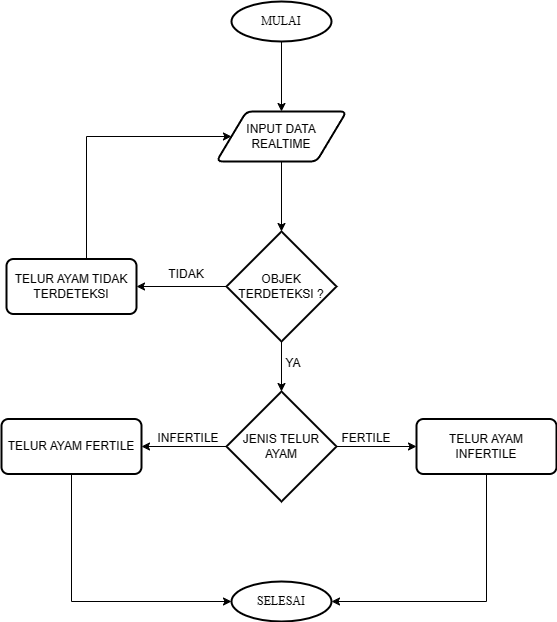 MULAI
INPUT DATA
REALTIME
TELUR AYAM TIDAK
TERDETEKSI
TIDAK
OBJEK
TERDETEKSI ?
YA
TELUR AYAM FERTILE
INFERTILE
JENIS TELUR
AYAM
FERTILE
TELUR AYAM
INFERTILE
SELESAI